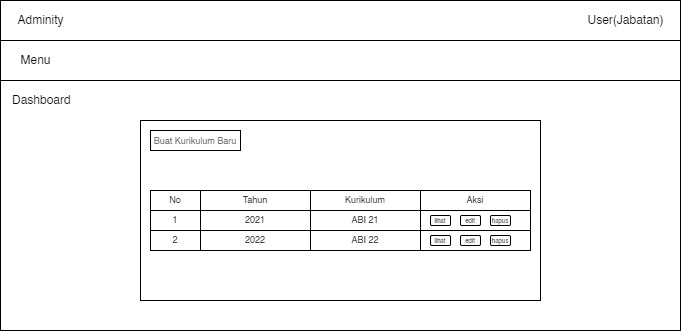 Adminity User(Jabatan)
Menu
Dashboard
Buat Kurikulum Baru
No Tahun Kurikulum Aksi
1 2021 ABI 21 lihat edit hapus
2 2022 ABI 22 lihat edit hapus